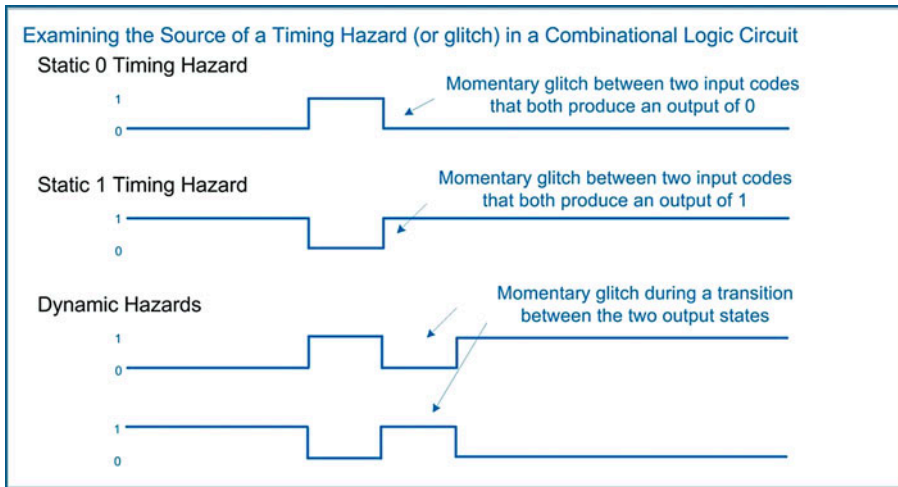 Examining the Source of a Timing Hazard (or glitch) in a Combinational Logic Circuit
Static 0 Timing Hazard
Momentary glitch between two input codes
that both produce an output of 0
1
0
Static 1 Timing Hazard
Momentary glitch between two input codes
that both produce an output of 1
1
0
Dynamic Hazards
Momentary glitch during a transition
between the two output states
1
0
1
0